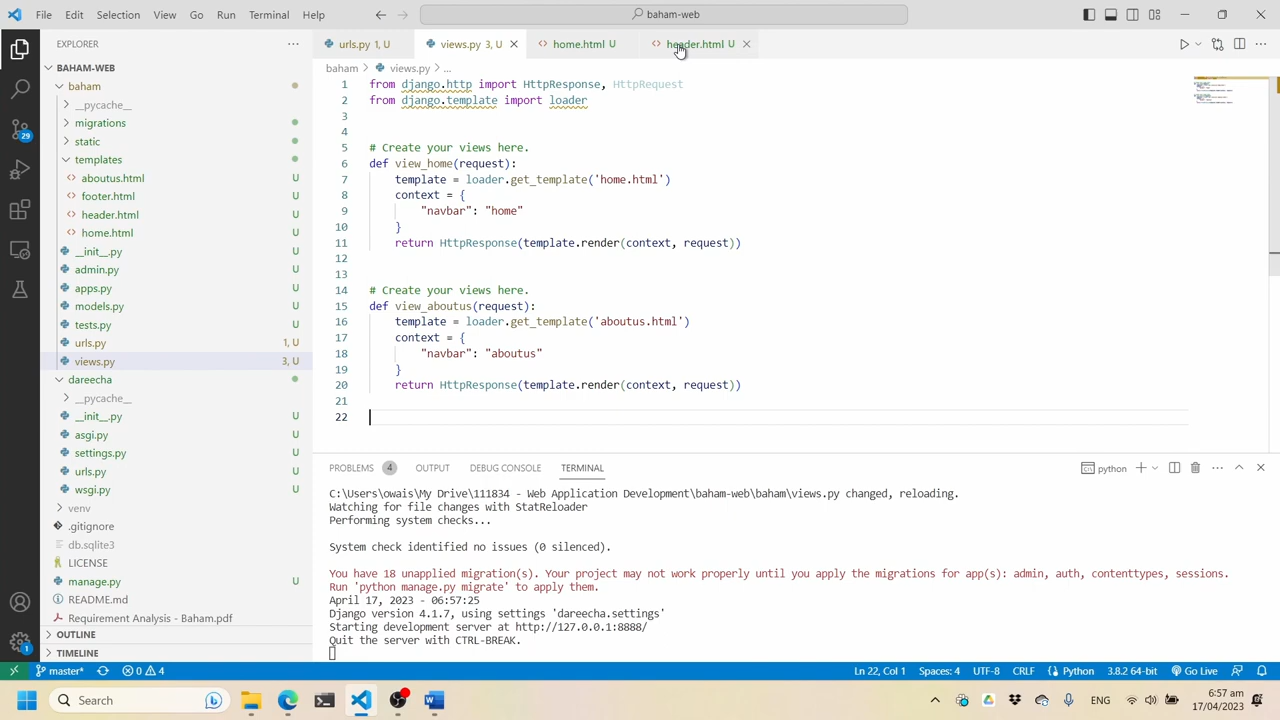 File Edit Selection View Go Run Terminal Help
baham-web
EXPLORER
urls.py 1, U
views.py 3, U
home.html U
header.html U
BAHAM-WEB
baham > views.py > ...
baham
__pycache__
migrations
static
templates
aboutus.html U
footer.html U
header.html U
home.html U
__init__.py U
admin.py U
apps.py U
models.py U
tests.py U
urls.py 1, U
views.py 3, U
dareecha
__pycache__
__init__.py U
asgi.py U
settings.py U
urls.py U
wsgi.py U
venv
.gitignore
db.sqlite3
LICENSE
manage.py U
README.md
Requirement Analysis - Baham.pdf
OUTLINE
TIMELINE
1 from django.http import HttpResponse, HttpRequest
2 from django.template import loader
3
4
5 # Create your views here.
6 def view_home(request):
7 template = loader.get_template('home.html')
8 context = {
9 "navbar": "home"
10 }
11 return HttpResponse(template.render(context, request))
12
13
14 # Create your views here.
15 def view_aboutus(request):
16 template = loader.get_template('aboutus.html')
17 context = {
18 "navbar": "aboutus"
19 }
20 return HttpResponse(template.render(context, request))
21
22
PROBLEMS 4 OUTPUT DEBUG CONSOLE TERMINAL
python
C:\Users\owais\My Drive\111834 - Web Application Development\baham-web\baham\views.py changed, reloading.
Watching for file changes with StatReloader
Performing system checks...
System check identified no issues (0 silenced).
You have 18 unapplied migration(s). Your project may not work properly until you apply the migrations for app(s): admin, auth, contenttypes, sessions.
Run 'python manage.py migrate' to apply them.
April 17, 2023 - 06:57:25
Django version 4.1.7, using settings 'dareecha.settings'
Starting development server at http://127.0.0.1:8888/
Quit the server with CTRL-BREAK.
29
1
master* 0 4
Ln 22, Col 1 Spaces: 4 UTF-8 CRLF Python 3.8.2 64-bit Go Live
Search
ENG
6:57 am
17/04/2023